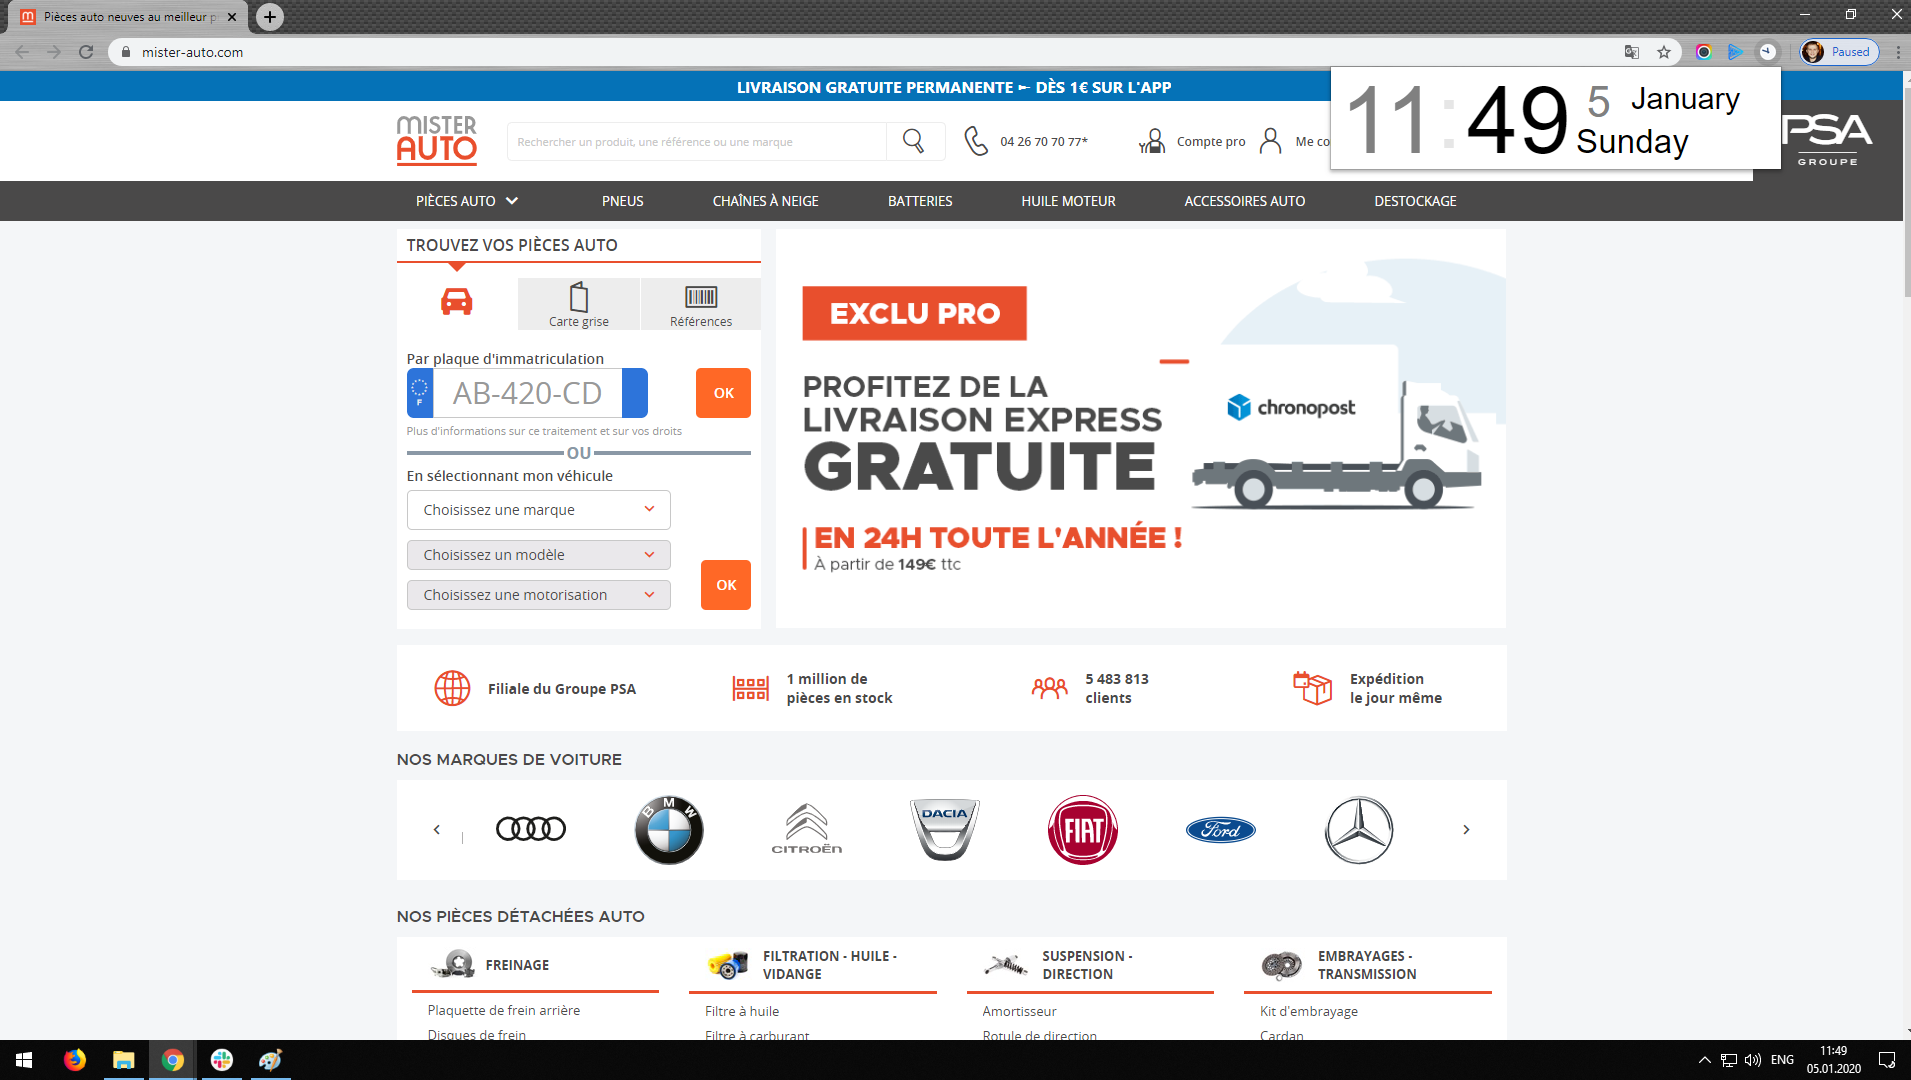 Pièces auto neuves au meilleur p
mister-auto.com
Paused
LIVRAISON GRATUITE PERMANENTE ➛ DÈS 1€ SUR L'APP
11:49 5 January
Sunday
MISTER
AUTO
Rechercher un produit, une référence ou une marque
04 26 70 70 77*
Compte pro
Me co
PSA
GROUPE
PIÈCES AUTO
PNEUS
CHAÎNES À NEIGE
BATTERIES
HUILE MOTEUR
ACCESSOIRES AUTO
DESTOCKAGE
TROUVEZ VOS PIÈCES AUTO
Carte grise
Références
Par plaque d'immatriculation
F
AB-420-CD
OK
Plus d'informations sur ce traitement et sur vos droits
OU
En sélectionnant mon véhicule
Choisissez une marque
Choisissez un modèle
Choisissez une motorisation
OK
EXCLU PRO
PROFITEZ DE LA
LIVRAISON EXPRESS
GRATUITE
EN 24H TOUTE L'ANNÉE !
À partir de 149€ ttc
chronopost
Filiale du Groupe PSA
1 million de
pièces en stock
5 483 813
clients
Expédition
le jour même
NOS MARQUES DE VOITURE
BMW
CITROËN
DACIA
FIAT
Ford
NOS PIÈCES DÉTACHÉES AUTO
FREINAGE
Plaquette de frein arrière
Disques de frein
FILTRATION - HUILE -
VIDANGE
Filtre à huile
Filtre à carburant
SUSPENSION -
DIRECTION
Amortisseur
Rotule de direction
EMBRAYAGES -
TRANSMISSION
Kit d'embrayage
Cardan
ENG
11:49
05.01.2020